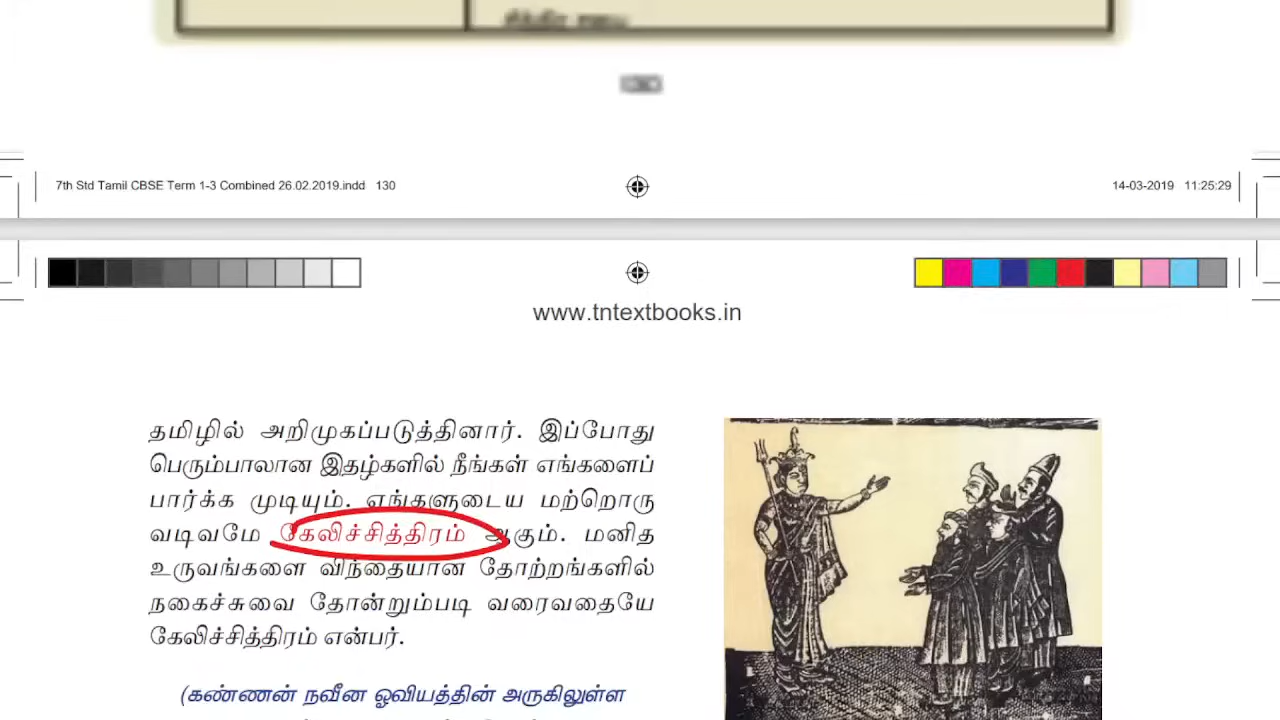 7th Std Tamil CBSE Term 1-3 Combined 26.02.2019.indd 130
14-03-2019 11:25:29
www.tntextbooks.in
தமிழில் அறிமுகப்படுத்தினார். இப்போது
பெரும்பாலான இதழ்களில் நீங்கள் எங்களைப்
பார்க்க முடியும். எங்களுடைய மற்றொரு
வடிவமே கேலிச்சித்திரம் ஆகும். மனித
உருவங்களை விந்தையான தோற்றங்களில்
நகைச்சுவை தோன்றும்படி வரைவதையே
கேலிச்சித்திரம் என்பர்.
(கண்ணன் நவீன ஓவியத்தின் அருகிலுள்ள